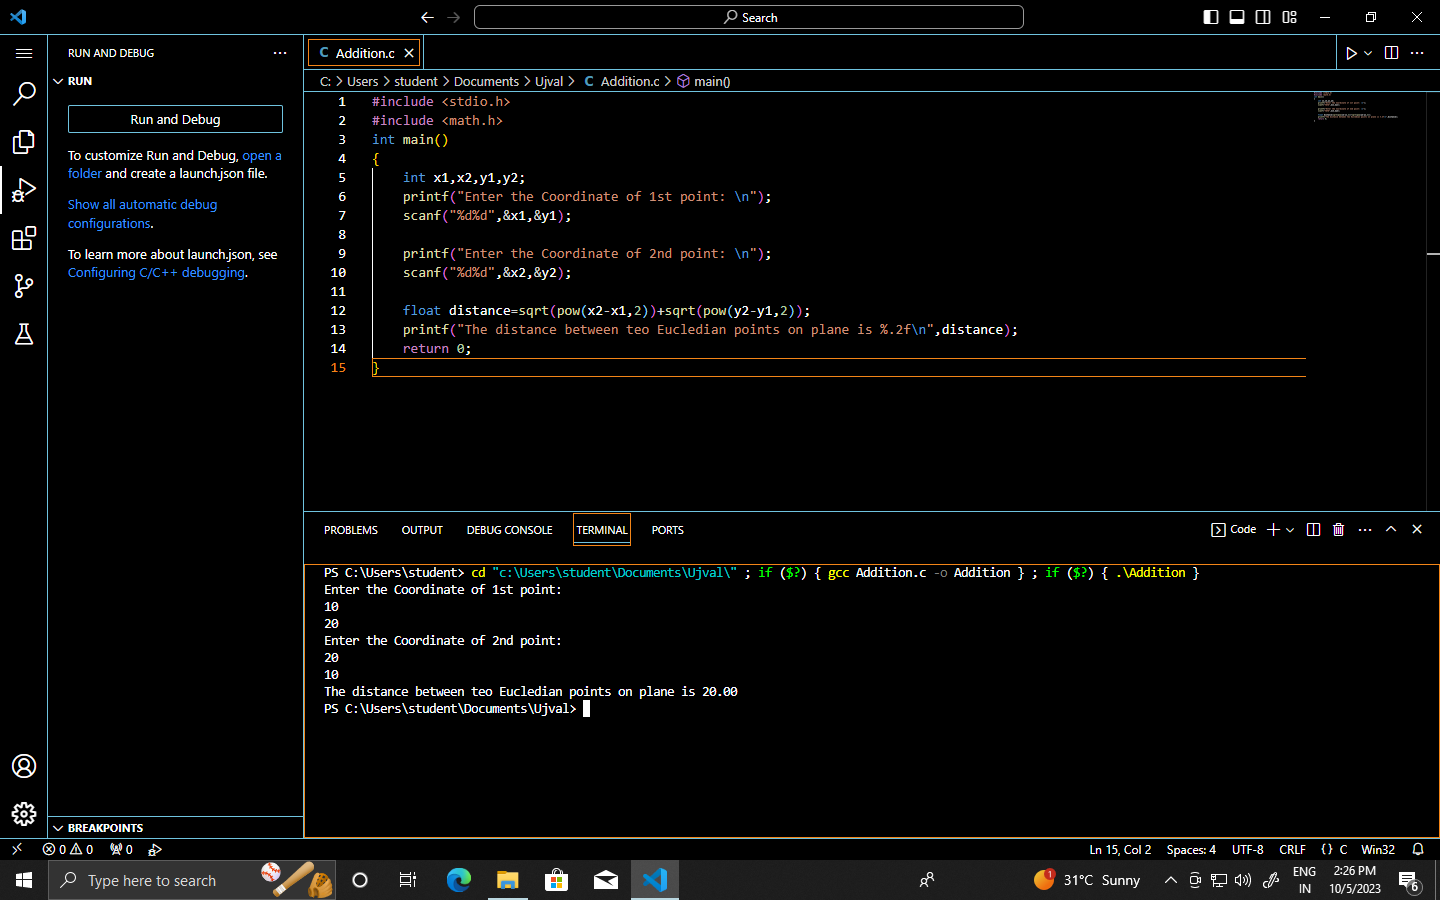 Search
RUN AND DEBUG ···
RUN
Run and Debug
To customize Run and Debug, open a
folder and create a launch.json file.
Show all automatic debug
configurations.
To learn more about launch.json, see
Configuring C/C++ debugging.
BREAKPOINTS
C Addition.c
C: > Users > student > Documents > Ujval > C Addition.c > main()
1 #include <stdio.h>
2 #include <math.h>
3 int main()
4 {
5 int x1,x2,y1,y2;
6 printf("Enter the Coordinate of 1st point: \n");
7 scanf("%d%d",&x1,&y1);
8
9 printf("Enter the Coordinate of 2nd point: \n");
10 scanf("%d%d",&x2,&y2);
11
12 float distance=sqrt(pow(x2-x1,2))+sqrt(pow(y2-y1,2));
13 printf("The distance between teo Eucledian points on plane is %.2f\n",distance);
14 return 0;
15 }
PROBLEMS OUTPUT DEBUG CONSOLE TERMINAL PORTS
Code
PS C:\Users\student> cd "c:\Users\student\Documents\Ujval\" ; if ($?) { gcc Addition.c -o Addition } ; if ($?) { .\Addition }
Enter the Coordinate of 1st point:
10
20
Enter the Coordinate of 2nd point:
20
10
The distance between teo Eucledian points on plane is 20.00
PS C:\Users\student\Documents\Ujval>
0 0 0
Ln 15, Col 2 Spaces: 4 UTF-8 CRLF {} C Win32
Type here to search
1
31°C Sunny
ENG
IN
2:26 PM
10/5/2023
6